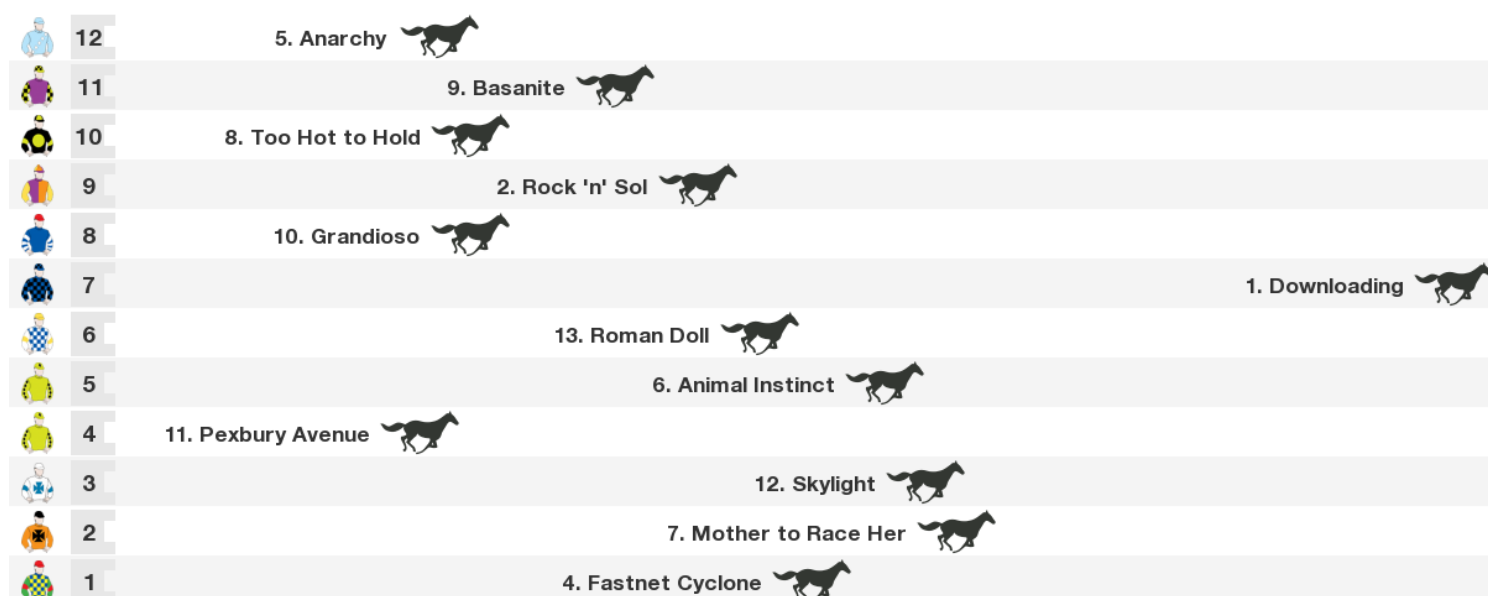 12 5. Anarchy
11 9. Basanite
10 8. Too Hot to Hold
9 2. Rock 'n' Sol
8 10. Grandioso
7 1. Downloading
6 13. Roman Doll
5 6. Animal Instinct
4 11. Pexbury Avenue
3 12. Skylight
2 7. Mother to Race Her
1 4. Fastnet Cyclone